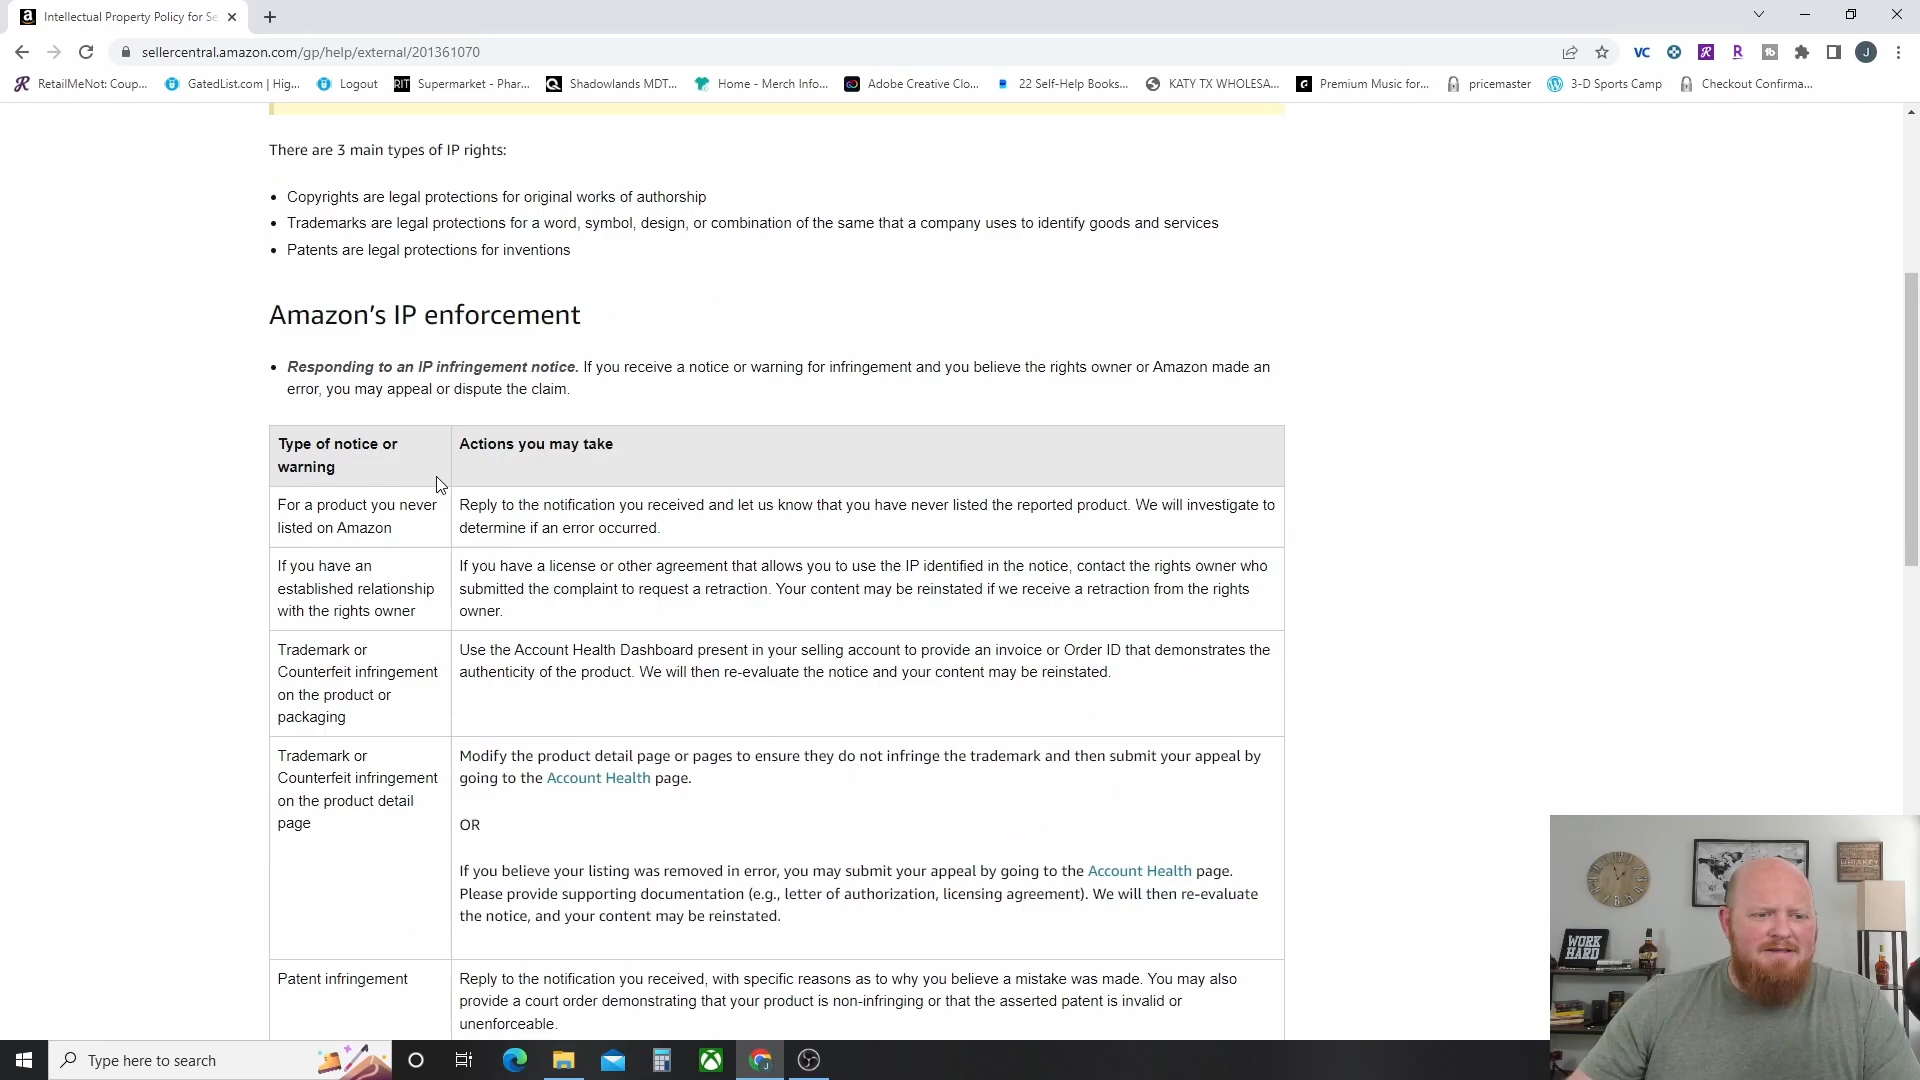 Intellectual Property Policy for Se
sellercentral.amazon.com/gp/help/external/201361070
VC
J
RetailMeNot: Coup...
GatedList.com | Hig...
Logout
RIT
Supermarket - Phar...
Shadowlands MDT...
Home - Merch Info...
Adobe Creative Clo...
22 Self-Help Books...
KATY TX WHOLESA...
Premium Music for...
pricemaster
3-D Sports Camp
Checkout Confirma...
There are 3 main types of IP rights:
• Copyrights are legal protections for original works of authorship
• Trademarks are legal protections for a word, symbol, design, or combination of the same that a company uses to identify goods and services
• Patents are legal protections for inventions
Amazon’s IP enforcement
• Responding to an IP infringement notice. If you receive a notice or warning for infringement and you believe the rights owner or Amazon made an
error, you may appeal or dispute the claim.
Type of notice or
warning
Actions you may take
For a product you never
listed on Amazon
Reply to the notification you received and let us know that you have never listed the reported product. We will investigate to
determine if an error occurred.
If you have an
established relationship
with the rights owner
If you have a license or other agreement that allows you to use the IP identified in the notice, contact the rights owner who
submitted the complaint to request a retraction. Your content may be reinstated if we receive a retraction from the rights
owner.
Trademark or
Counterfeit infringement
on the product or
packaging
Use the Account Health Dashboard present in your selling account to provide an invoice or Order ID that demonstrates the
authenticity of the product. We will then re-evaluate the notice and your content may be reinstated.
Trademark or
Counterfeit infringement
on the product detail
page
Modify the product detail page or pages to ensure they do not infringe the trademark and then submit your appeal by
going to the Account Health page.
OR
If you believe your listing was removed in error, you may submit your appeal by going to the Account Health page.
Please provide supporting documentation (e.g., letter of authorization, licensing agreement). We will then re-evaluate
the notice, and your content may be reinstated.
Patent infringement
Reply to the notification you received, with specific reasons as to why you believe a mistake was made. You may also
provide a court order demonstrating that your product is non-infringing or that the asserted patent is invalid or
unenforceable.
WORK
HARD
WHISKEY
Type here to search